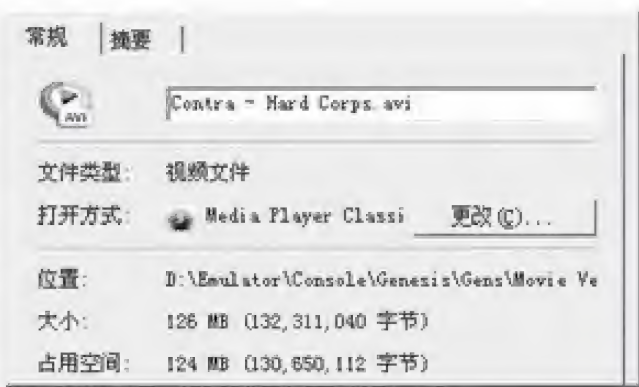 常规 摘要
AVI
Contra - Hard Corps.avi
文件类型: 视频文件
打开方式: Media Player Classi 更改(C)...
位置: D:\Emulator\Console\Genesis\Gens\Movie Ve
大小: 126 MB (132,311,040 字节)
占用空间: 124 MB (130,650,112 字节)